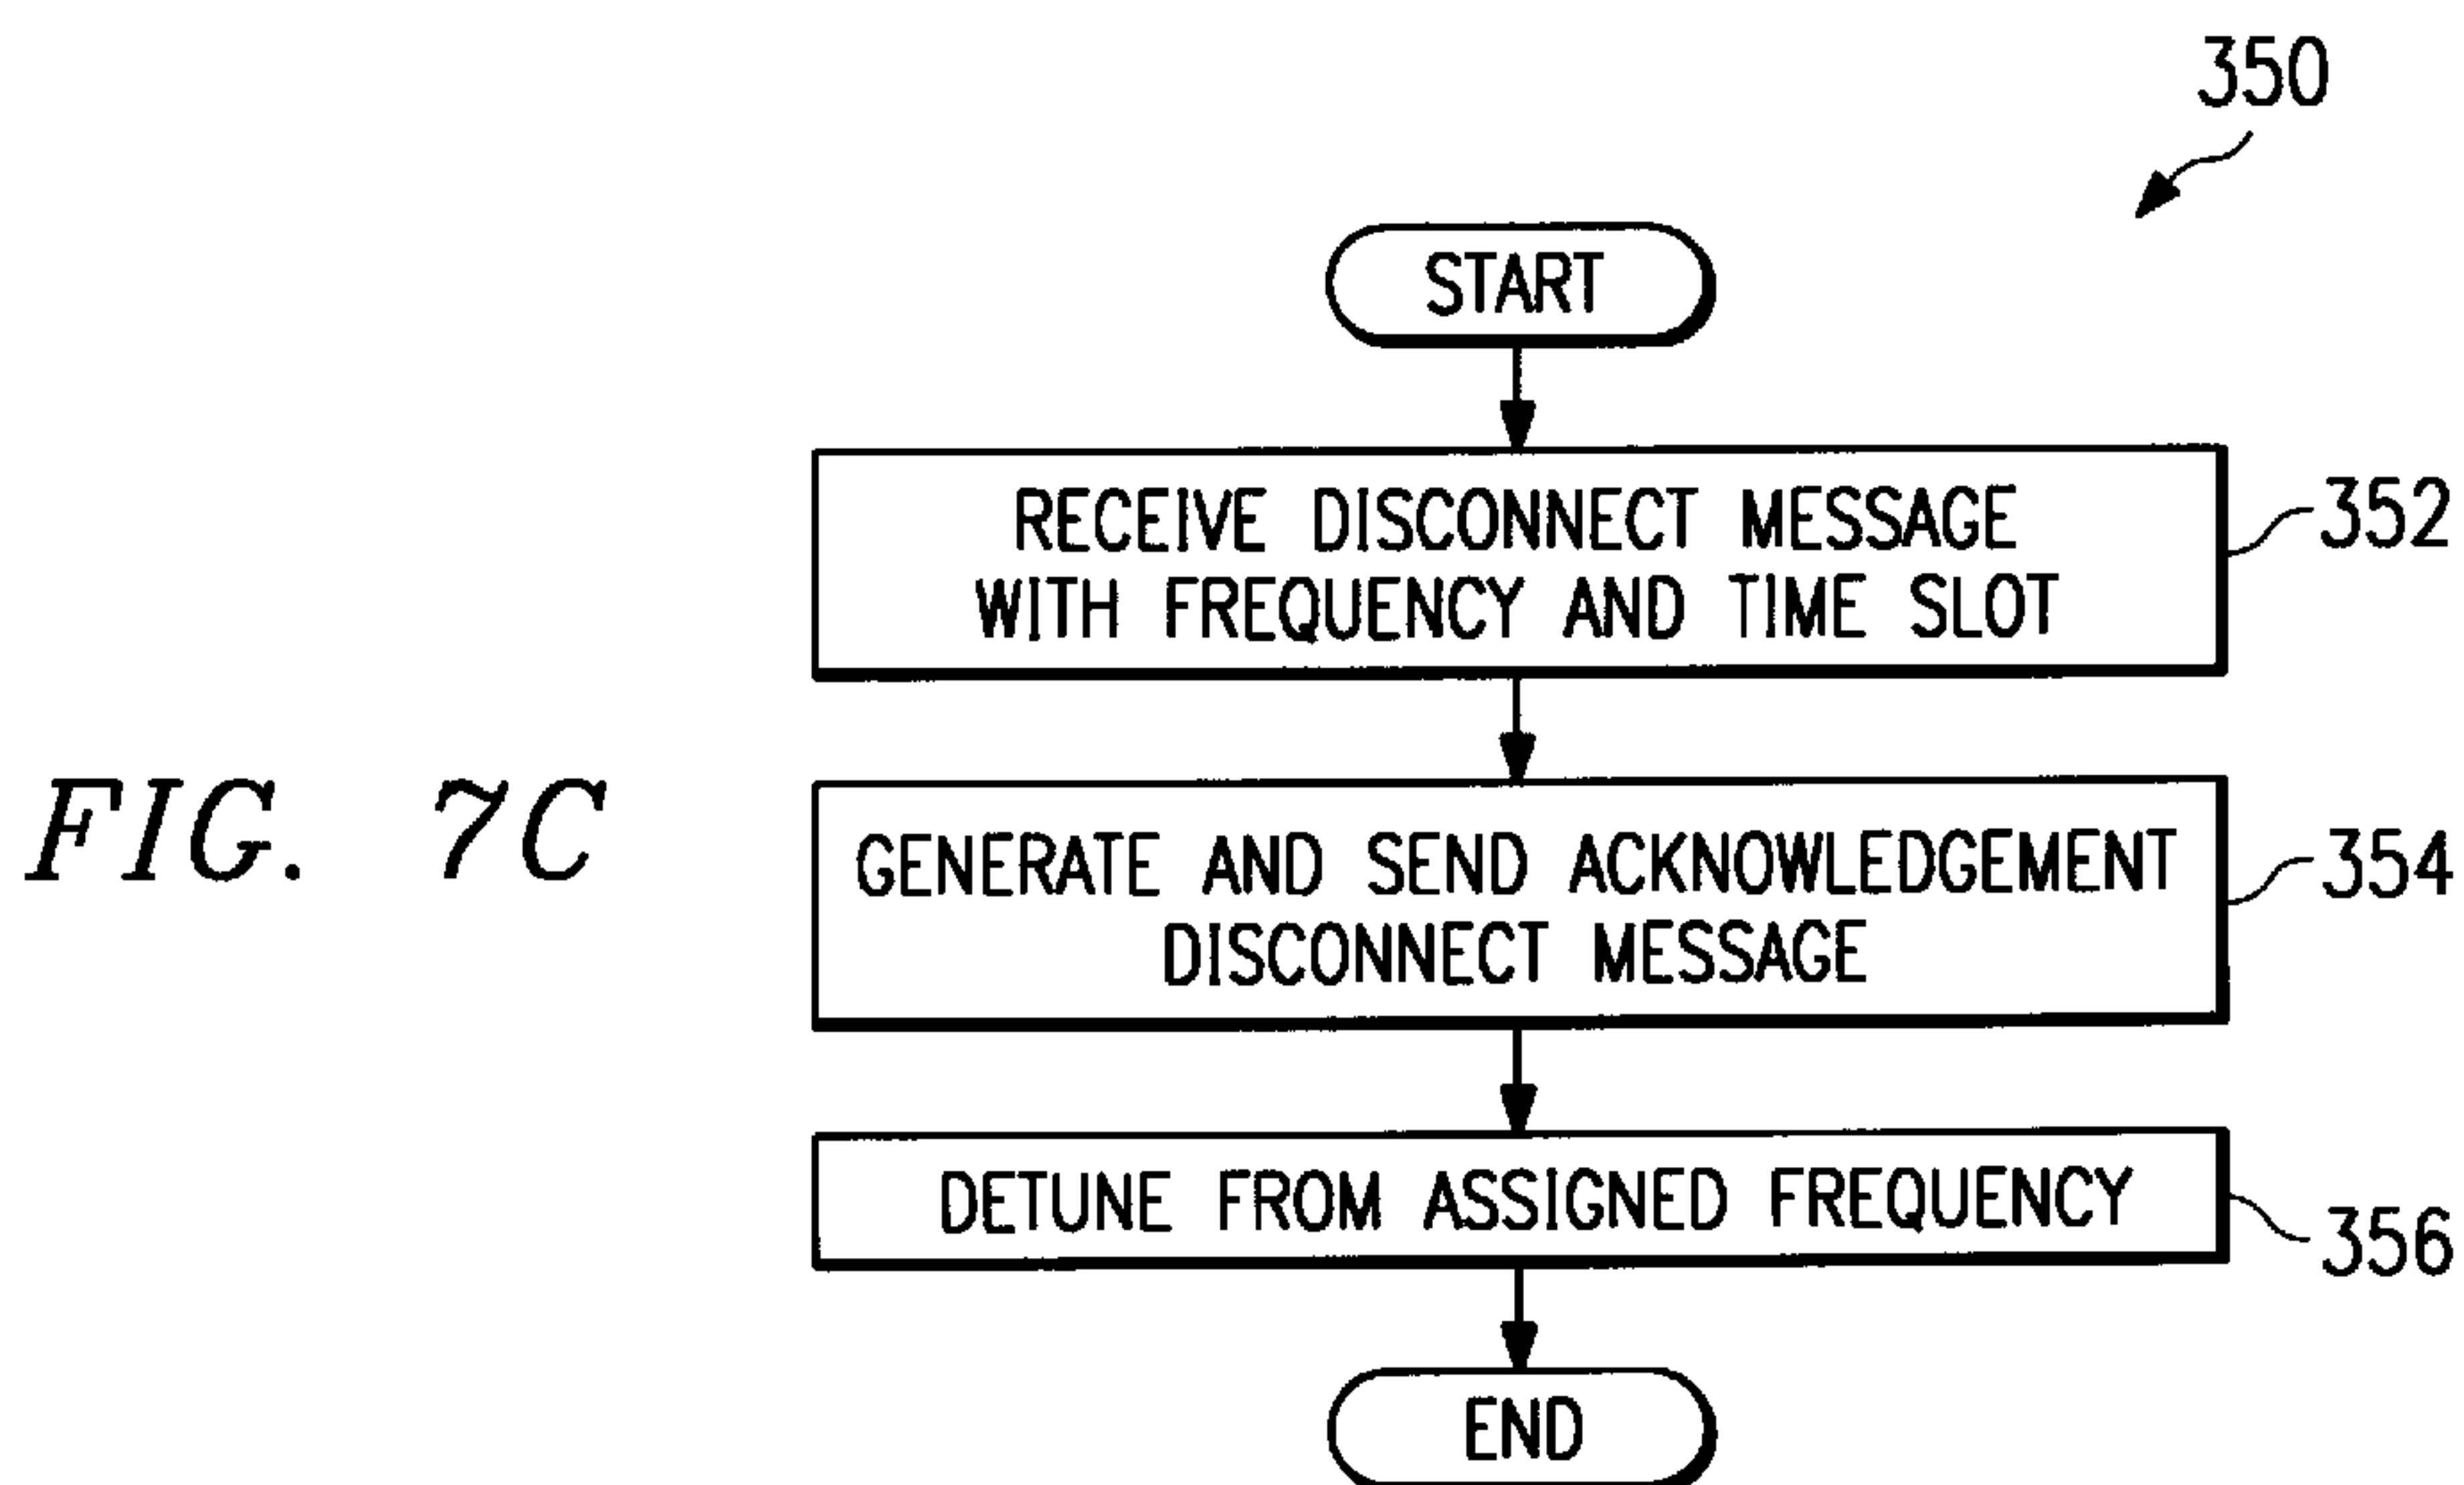 350
START
RECEIVE DISCONNECT MESSAGE
WITH FREQUENCY AND TIME SLOT
352
GENERATE AND SEND ACKNOWLEDGEMENT
DISCONNECT MESSAGE
354
FIG. 7C
DETUNE FROM ASSIGNED FREQUENCY
356
END